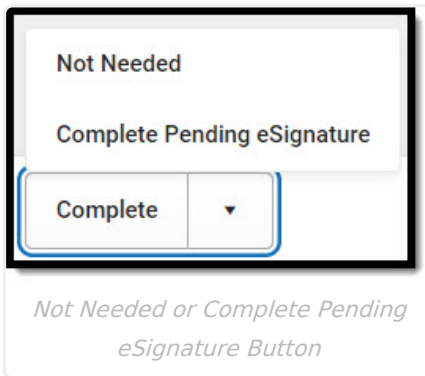 Not Needed
Complete Pending eSignature
Complete
Not Needed or Complete Pending
eSignature Button